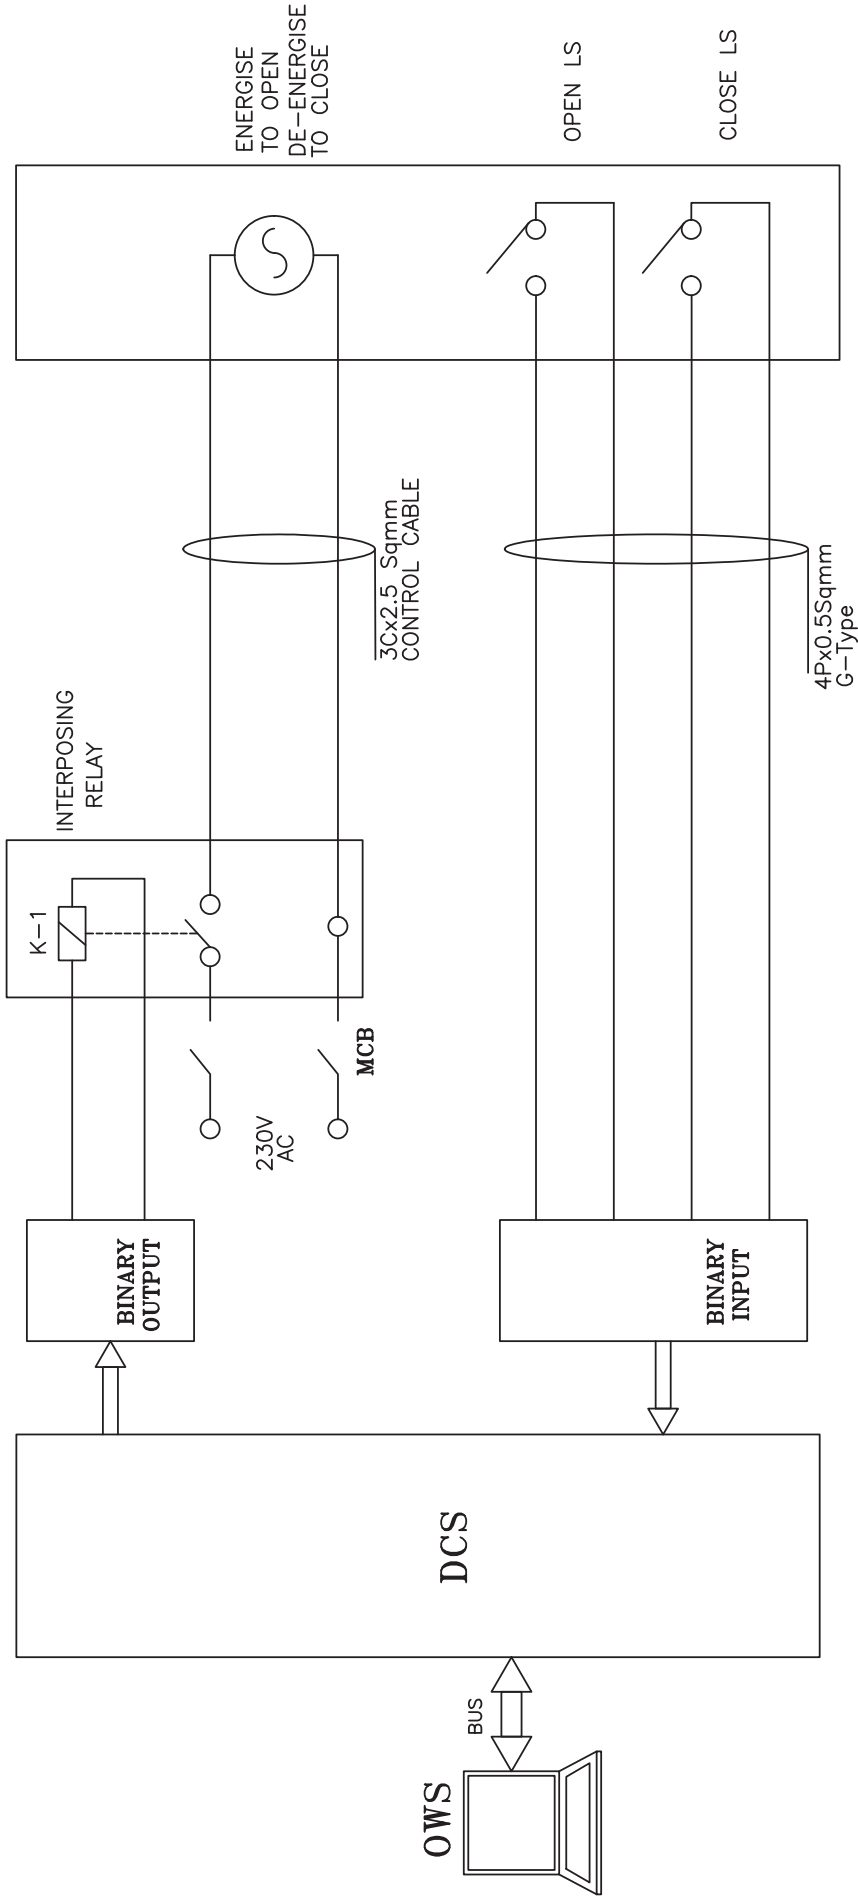 ENERGISE
TO OPEN
DE-ENERGISE
TO CLOSE
OPEN LS
CLOSE LS
3Cx2.5 Sqmm
CONTROL CABLE
4Px0.5Sqmm
G-Type
INTERPOSING
RELAY
K-1
MCB
230V
AC
BINARY
OUTPUT
BINARY
INPUT
DCS
BUS
OWS